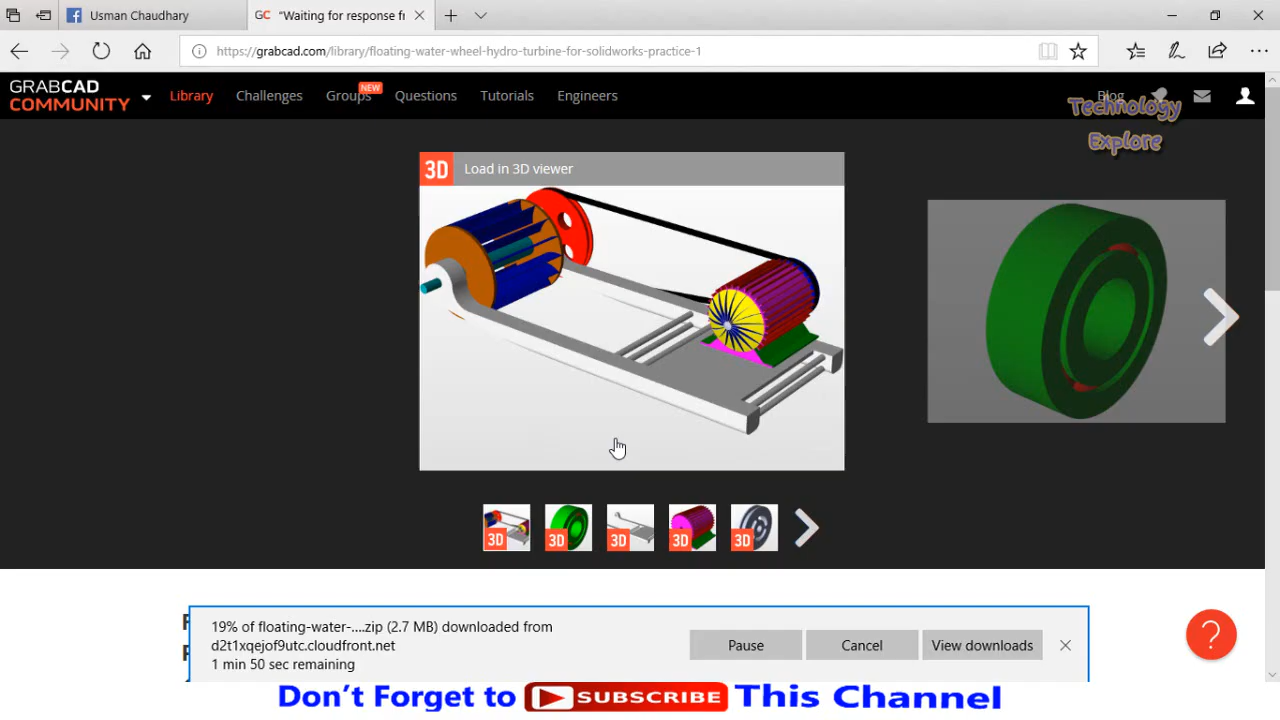 Usman Chaudhary
GC "Waiting for response fr
https://grabcad.com/library/floating-water-wheel-hydro-turbine-for-solidworks-practice-1
GRABCAD
COMMUNITY
Library
Challenges
Groups
NEW
Questions
Tutorials
Engineers
Blog
Technology
Explore
3D
Load in 3D viewer
3D
3D
3D
3D
3D
19% of floating-water-....zip (2.7 MB) downloaded from
d2t1xqejof9utc.cloudfront.net
1 min 50 sec remaining
Pause
Cancel
View downloads
?
Don't Forget to SUBSCRIBE This Channel